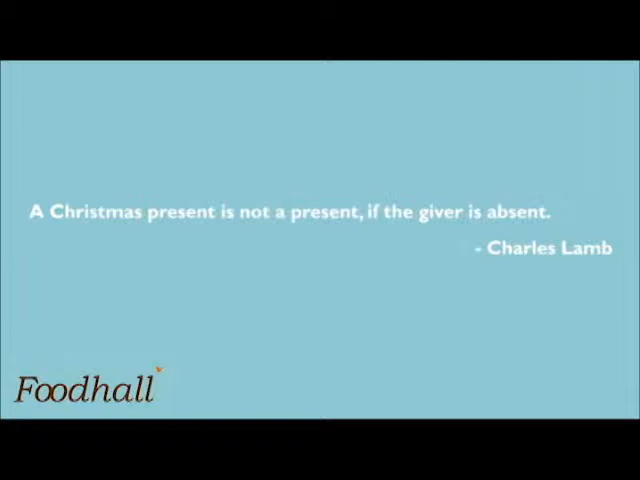 A Christmas present is not a present, if the giver is absent.
- Charles Lamb
Foodhall